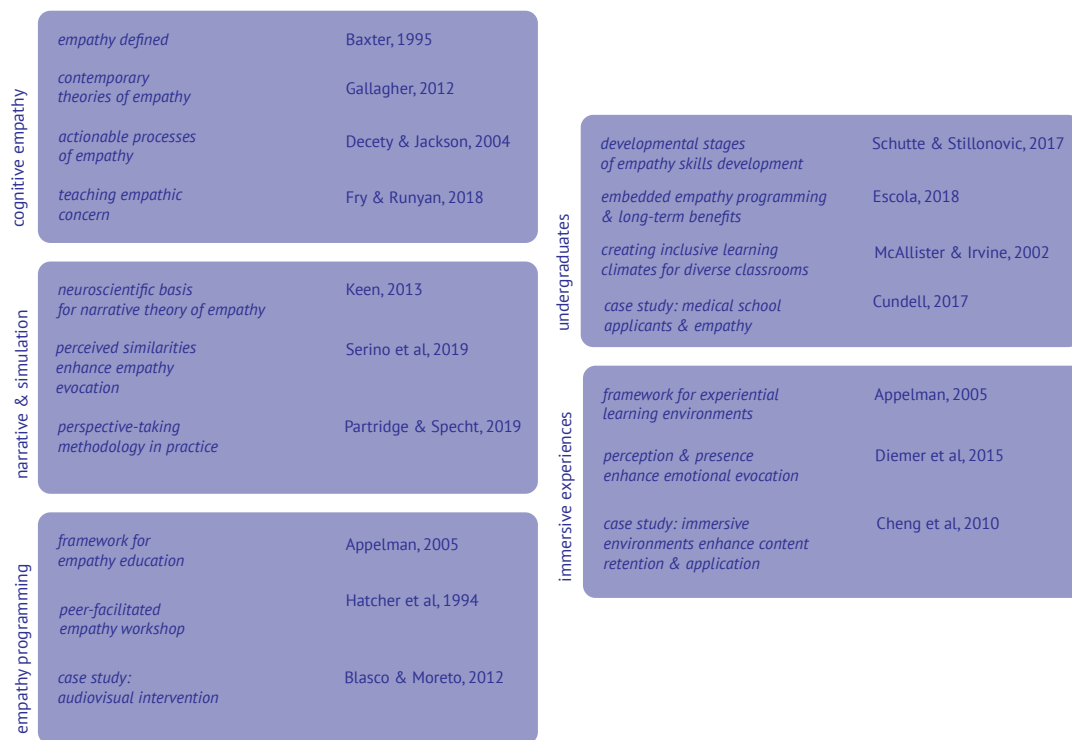 cognitive empathy
empathy defined
Baxter, 1995
contemporary
theories of empathy
Gallagher, 2012
actionable processes
of empathy
Decety & Jackson, 2004
teaching empathic
concern
Fry & Runyan, 2018
narrative & simulation
neuroscientific basis
for narrative theory of empathy
Keen, 2013
perceived similarities
enhance empathy
evocation
Serino et al, 2019
perspective-taking
methodology in practice
Partridge & Specht, 2019
empathy programming
framework for
empathy education
Appelman, 2005
peer-facilitated
empathy workshop
Hatcher et al, 1994
case study:
audiovisual intervention
Blasco & Moreto, 2012
undergraduates
developmental stages
of empathy skills development
Schutte & Stillonovic, 2017
embedded empathy programming
& long-term benefits
Escola, 2018
creating inclusive learning
climates for diverse classrooms
McAllister & Irvine, 2002
case study: medical school
applicants & empathy
Cundell, 2017
immersive experiences
framework for experiential
learning environments
Appelman, 2005
perception & presence
enhance emotional evocation
Diemer et al, 2015
case study: immersive
environments enhance content
retention & application
Cheng et al, 2010